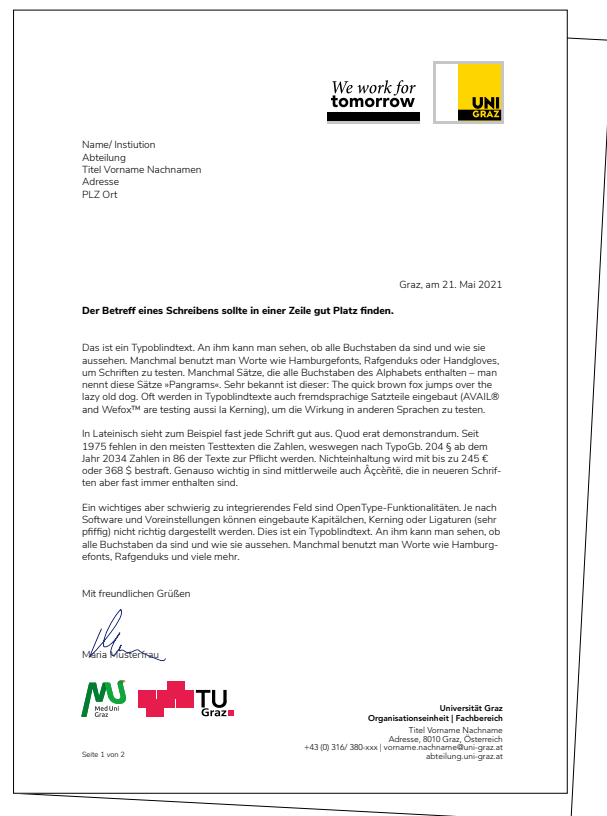 We work for
tomorrow
UNI
GRAZ
Name/ Instiution
Abteilung
Titel Vorname Nachnamen
Adresse
PLZ Ort
Graz, am 21. Mai 2021
Der Betreff eines Schreibens sollte in einer Zeile gut Platz finden.
Das ist ein Typoblindtext. An ihm kann man sehen, ob alle Buchstaben da sind und wie sie
aussehen. Manchmal benutzt man Worte wie Hamburgefonts, Rafgenduks oder Handgloves,
um Schriften zu testen. Manchmal Sätze, die alle Buchstaben des Alphabets enthalten – man
nennt diese Sätze »Pangrams«. Sehr bekannt ist dieser: The quick brown fox jumps over the
lazy old dog. Oft werden in Typoblindtexte auch fremdsprachige Satzteile eingebaut (AVAIL®
and Wefox™ are testing aussi la Kerning), um die Wirkung in anderen Sprachen zu testen.
In Lateinisch sieht zum Beispiel fast jede Schrift gut aus. Quod erat demonstrandum. Seit
1975 fehlen in den meisten Testtexten die Zahlen, weswegen nach TypoGb. 204 § ab dem
Jahr 2034 Zahlen in 86 der Texte zur Pflicht werden. Nichteinhaltung wird mit bis zu 245 €
oder 368 $ bestraft. Genauso wichtig in sind mittlerweile auch Âçcèñtë, die in neueren Schrif-
ten aber fast immer enthalten sind.
Ein wichtiges aber schwierig zu integrierendes Feld sind OpenType-Funktionalitäten. Je nach
Software und Voreinstellungen können eingebaute Kapitälchen, Kerning oder Ligaturen (sehr
pfiffig) nicht richtig dargestellt werden. Dies ist ein Typoblindtext. An ihm kann man sehen, ob
alle Buchstaben da sind und wie sie aussehen. Manchmal benutzt man Worte wie Hamburg-
efonts, Rafgenduks und viele mehr.
Mit freundlichen Grüßen
Maria Musterfrau
Med Uni
Graz
TU
Graz
Universität Graz
Organisationseinheit | Fachbereich
Titel Vorname Nachname
Adresse, 8010 Graz, Österreich
+43 (0) 316/ 380-xxx | vorname.nachname@uni-graz.at
abteilung.uni-graz.at
Seite 1 von 2